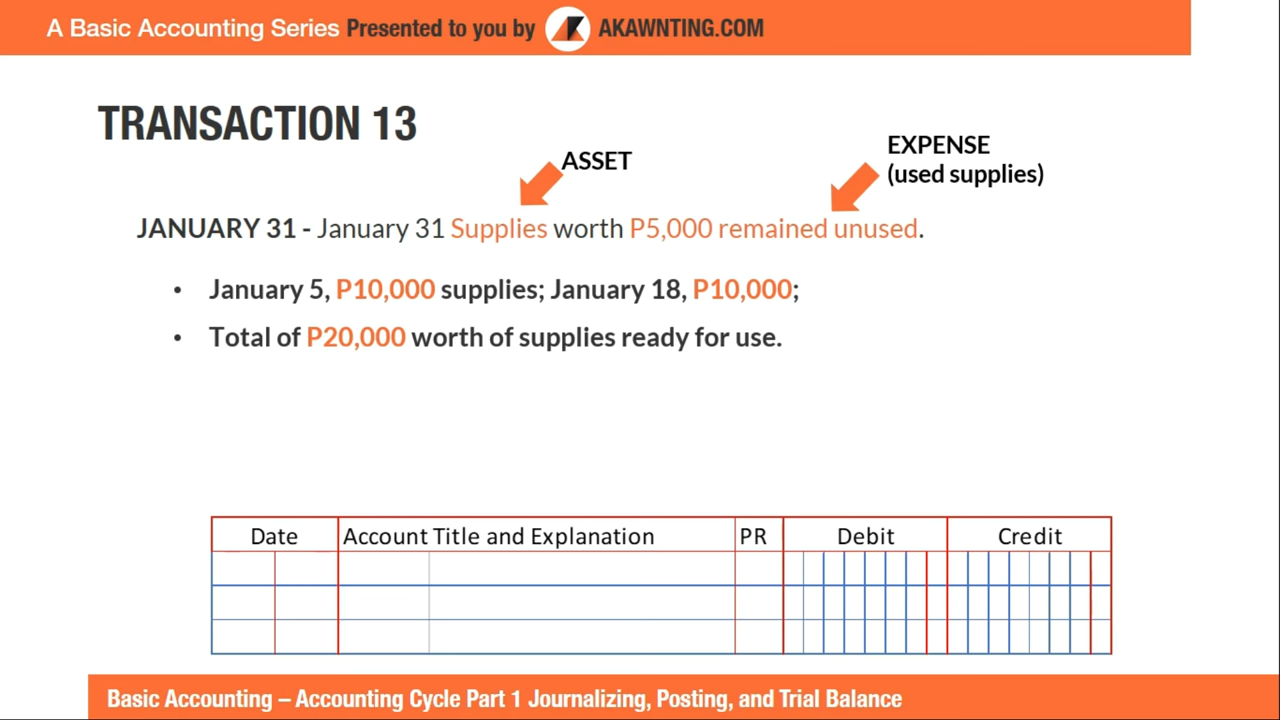 A Basic Accounting Series Presented to you by AKAWNTING.COM
TRANSACTION 13
ASSET
EXPENSE
(used supplies)
JANUARY 31 - January 31 Supplies worth P5,000 remained unused.
• January 5, P10,000 supplies; January 18, P10,000;
• Total of P20,000 worth of supplies ready for use.
Date Account Title and Explanation PR Debit Credit
Basic Accounting – Accounting Cycle Part 1 Journalizing, Posting, and Trial Balance